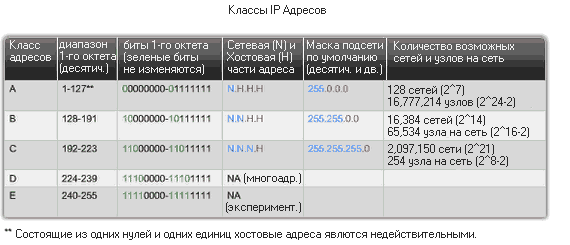 Классы IP Адресов
Класс адресов | диапазон 1-го октета (десятич.) | биты 1-го октета (зеленые биты не изменяются) | Сетевая (N) и Хостовая (H) части адреса | Маска подсети по умолчанию (десятич. и дв.) | Количество возможных сетей и узлов на сеть
A | 1-127** | 00000000-01111111 | N.H.H.H | 255.0.0.0 | 128 сетей (2^7) 16,777,214 узлов (2^24-2)
B | 128-191 | 10000000-10111111 | N.N.H.H | 255.255.0.0 | 16,384 сетей (2^14) 65,534 узла на сеть (2^16-2)
C | 192-223 | 11000000-11011111 | N.N.N.H | 255.255.255.0 | 2,097,150 сети (2^21) 254 узла на сеть (2^8-2)
D | 224-239 | 11100000-11101111 | NA (многоадр.)
E | 240-255 | 11110000-11111111 | NA (эксперимент.)
** Состоящие из одних нулей и одних единиц хостовые адреса явлются недействительными.